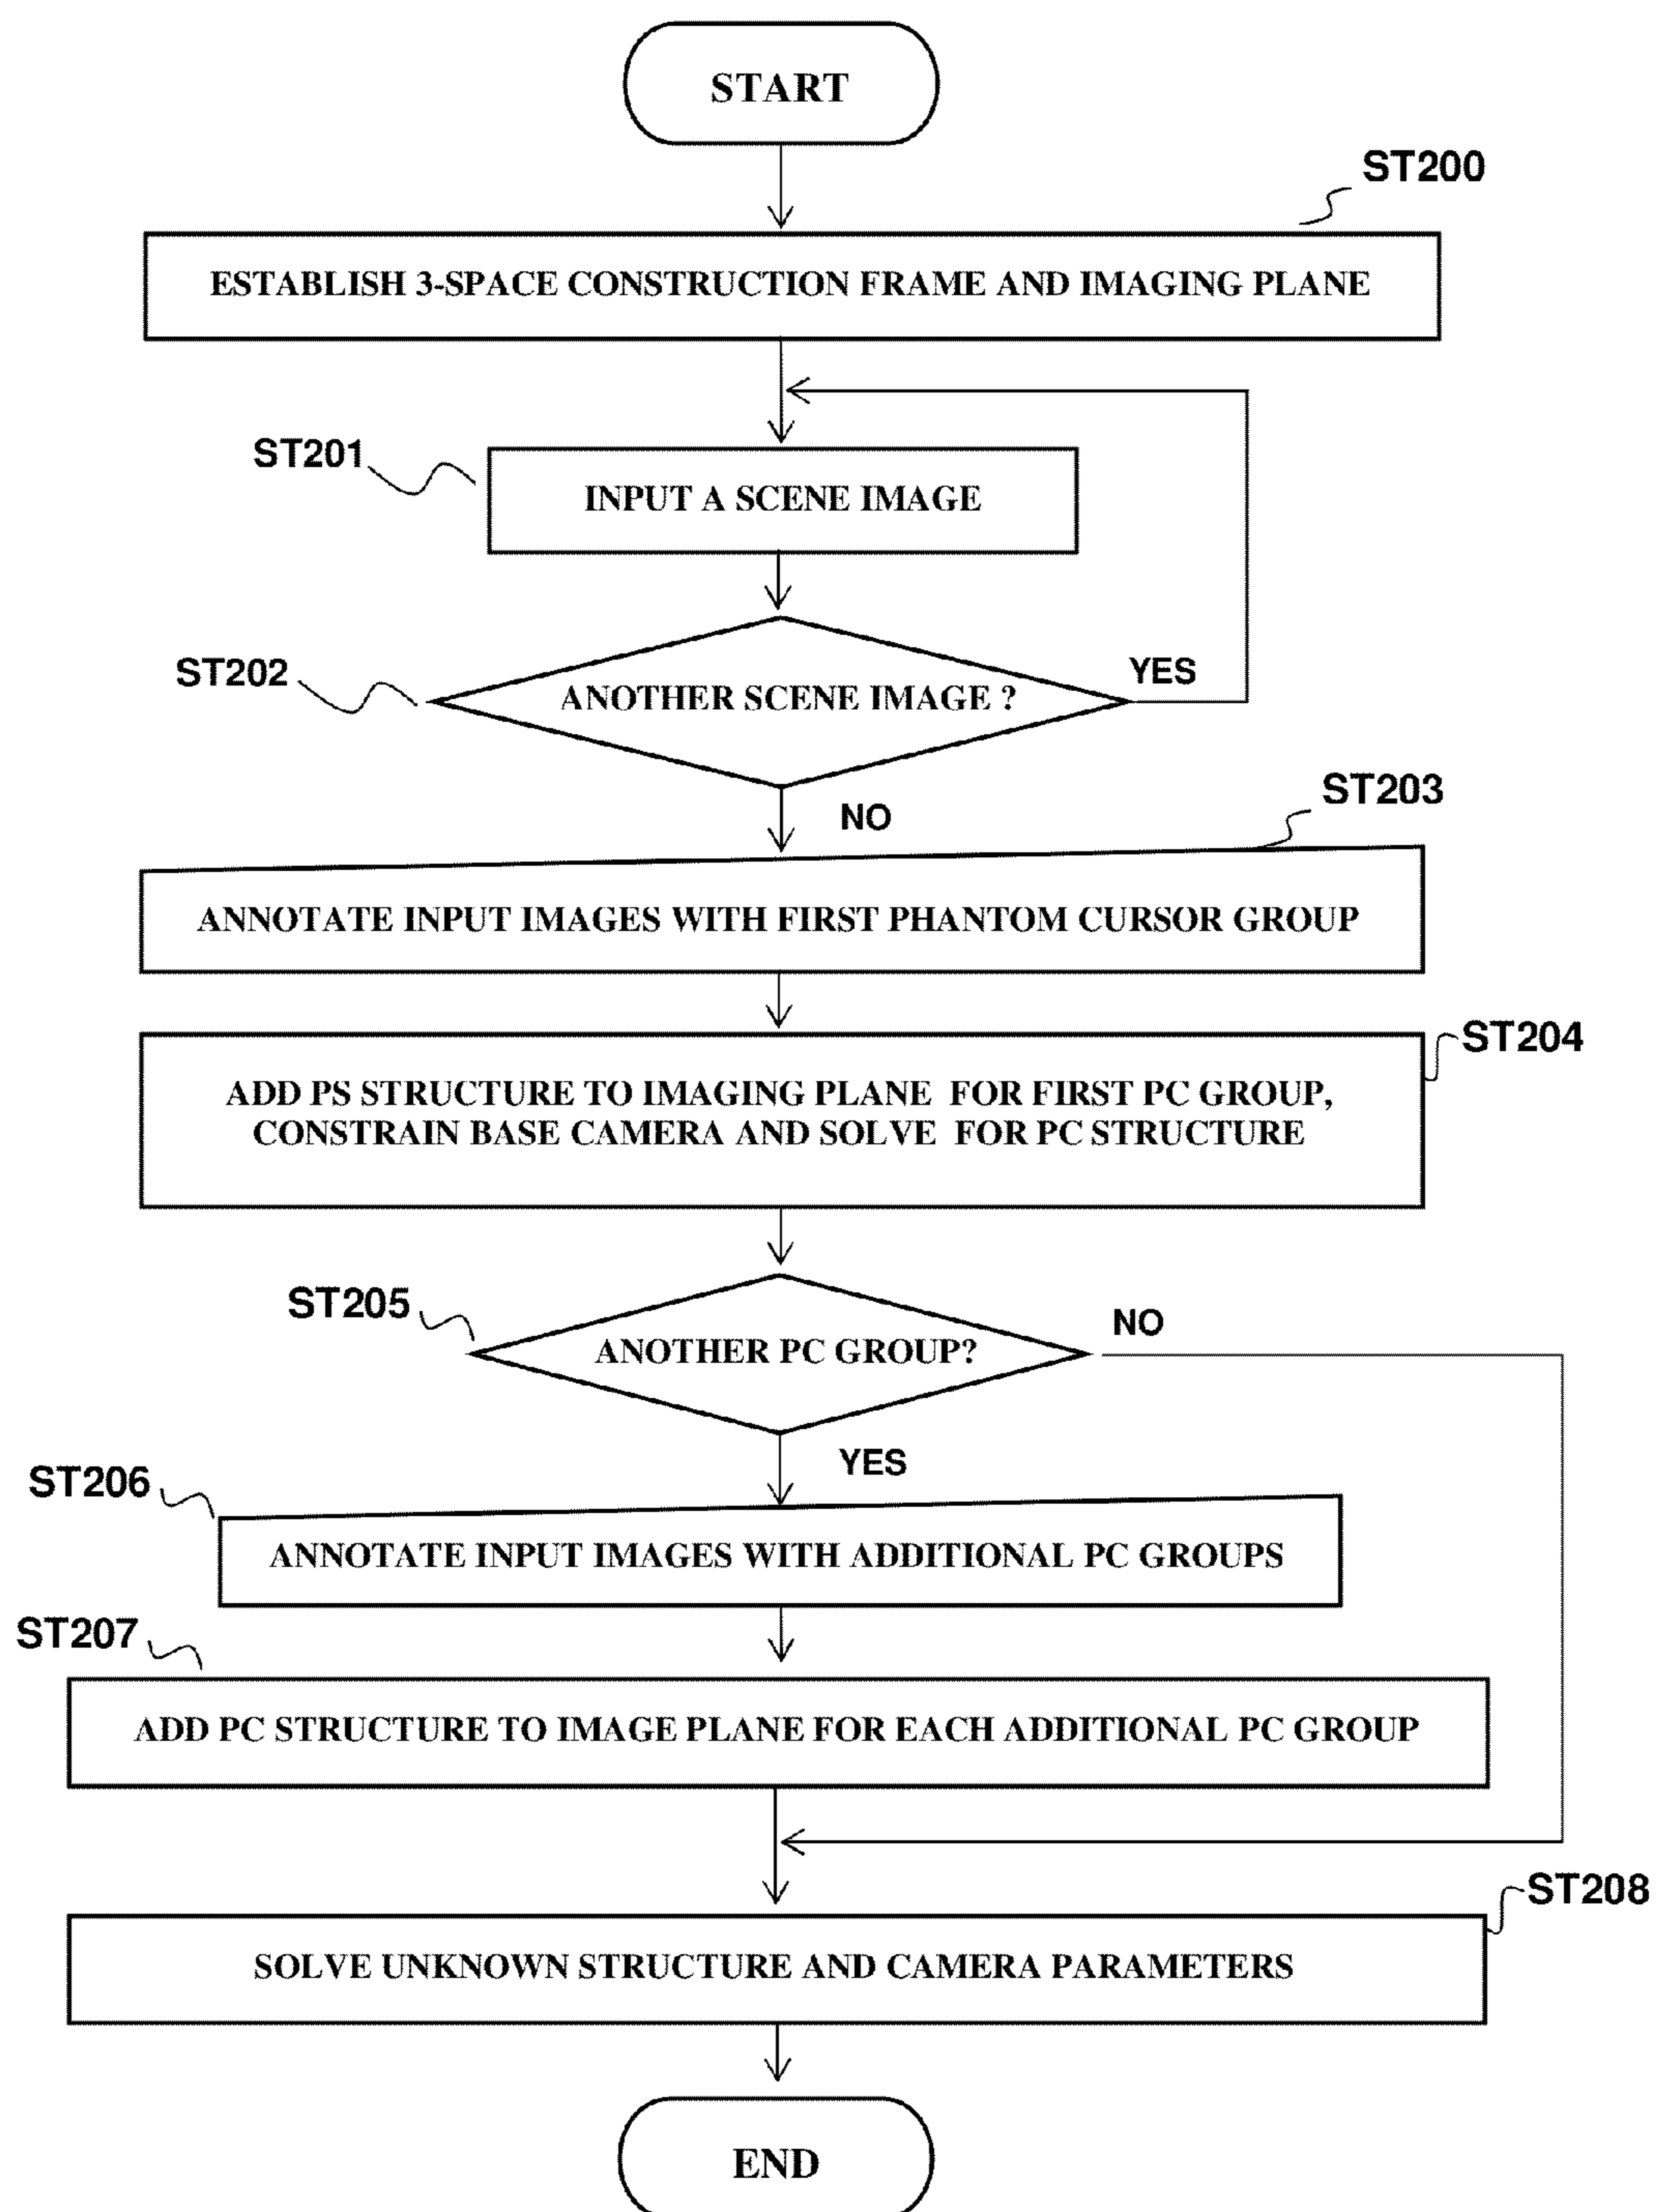 START
ST200
ESTABLISH 3-SPACE CONSTRUCTION FRAME AND IMAGING PLANE
ST201
INPUT A SCENE IMAGE
ST202
ANOTHER SCENE IMAGE ?
YES
NO
ST203
ANNOTATE INPUT IMAGES WITH FIRST PHANTOM CURSOR GROUP
ST204
ADD PS STRUCTURE TO IMAGING PLANE FOR FIRST PC GROUP,
CONSTRAIN BASE CAMERA AND SOLVE FOR PC STRUCTURE
ST205
ANOTHER PC GROUP?
NO
YES
ST206
ANNOTATE INPUT IMAGES WITH ADDITIONAL PC GROUPS
ST207
ADD PC STRUCTURE TO IMAGE PLANE FOR EACH ADDITIONAL PC GROUP
ST208
SOLVE UNKNOWN STRUCTURE AND CAMERA PARAMETERS
END